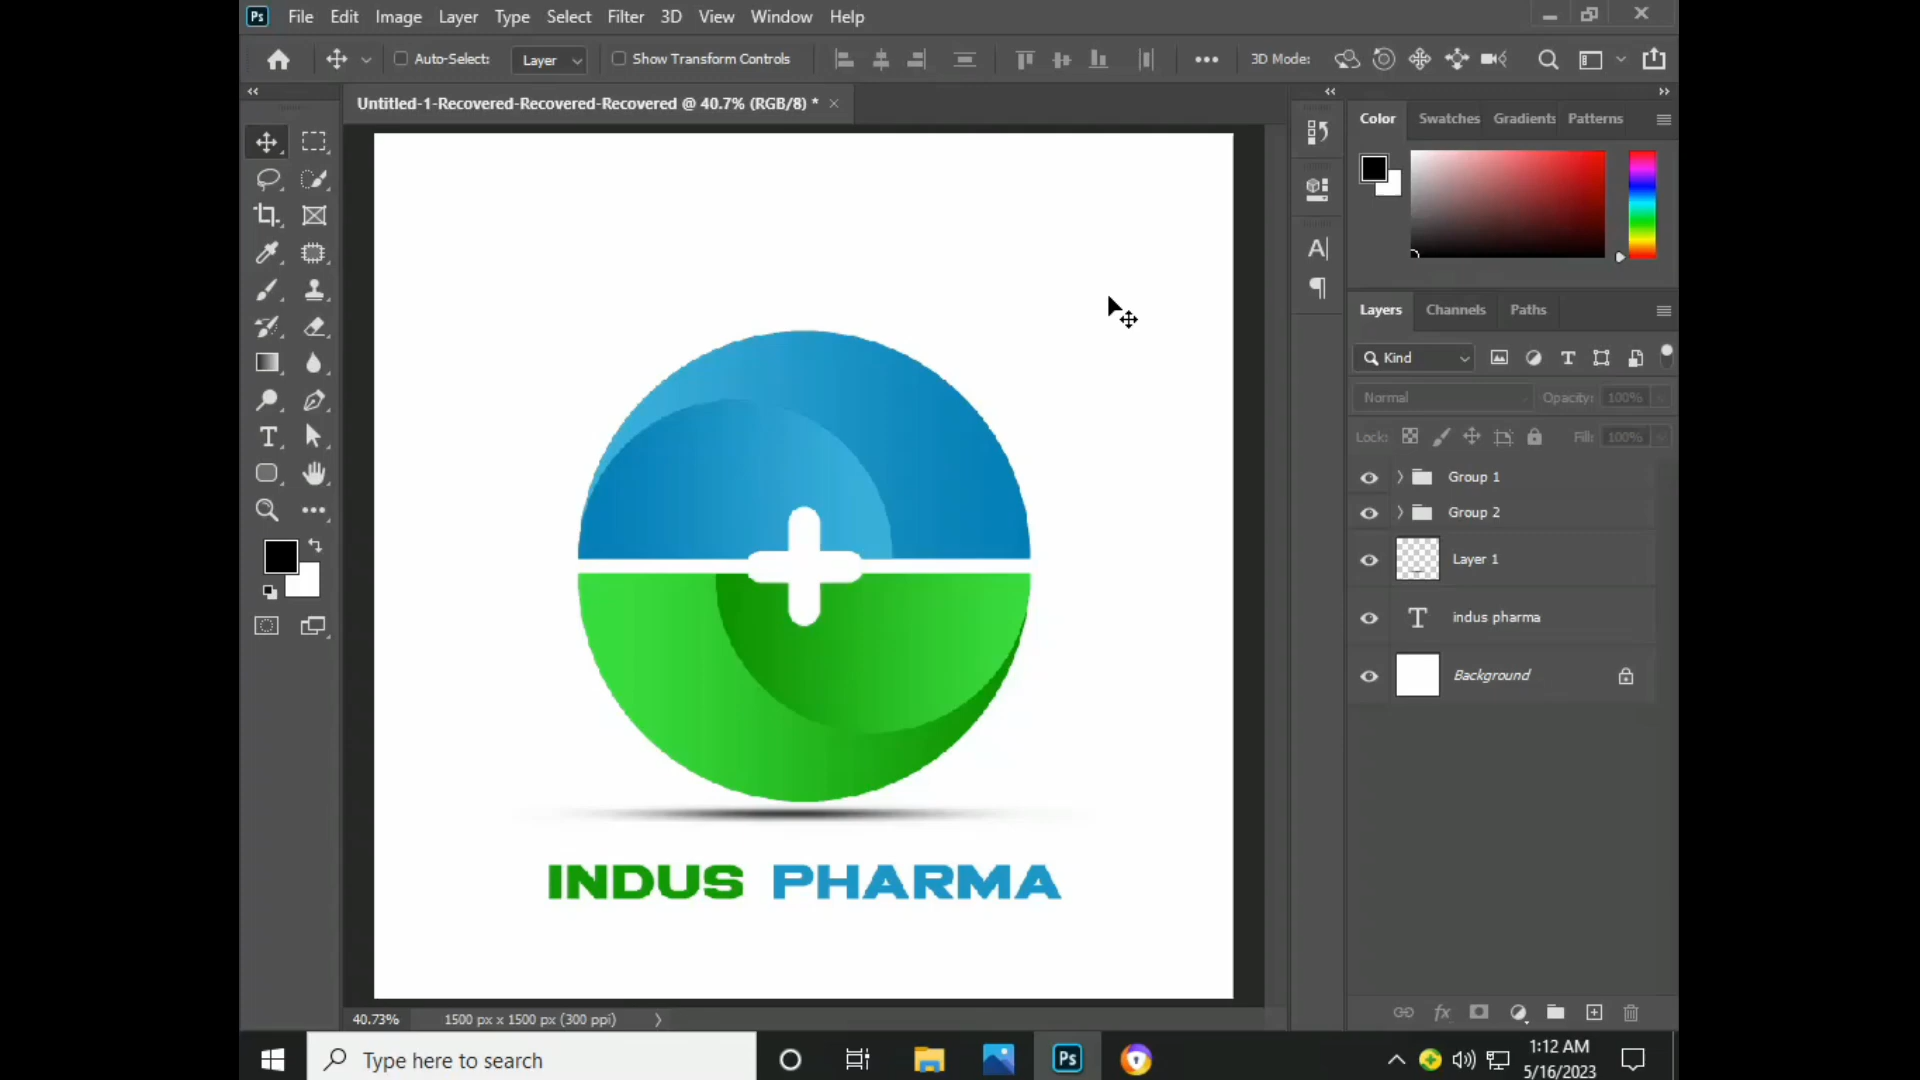 Ps File Edit Image Layer Type Select Filter 3D View Window Help
Auto-Select: Layer Show Transform Controls 3D Mode:
Untitled-1-Recovered-Recovered-Recovered @ 40.7% (RGB/8) *
Color Swatches Gradients Patterns
Layers Channels Paths
Kind
Normal Opacity: 100%
Lock: Fill: 100%
Group 1
Group 2
Layer 1
indus pharma
Background
INDUS PHARMA
40.73% 1500 px x 1500 px (300 ppi)
Type here to search
Ps
1:12 AM
5/16/2023